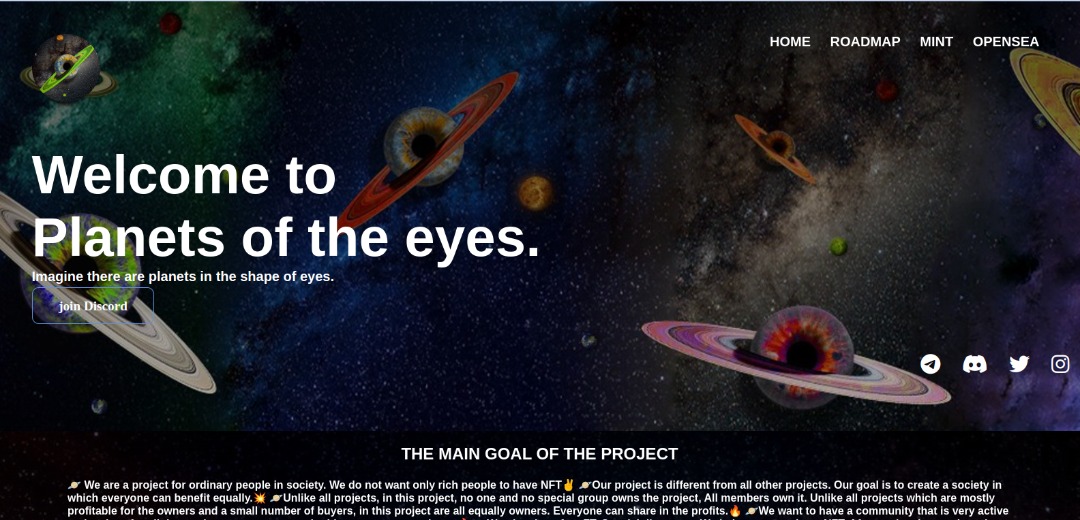 HOME ROADMAP MINT OPENSEA
Welcome to
Planets of the eyes.
Imagine there are planets in the shape of eyes.
join Discord
THE MAIN GOAL OF THE PROJECT
🪐 We are a project for ordinary people in society. We do not want only rich people to have NFT✌ 🪐Our project is different from all other projects. Our goal is to create a society in
which everyone can benefit equally.💥 🪐Unlike all projects, in this project, no one and no special group owns the project, All members own it. Unlike all projects which are mostly
profitable for the owners and a small number of buyers, in this project are all equally owners. Everyone can share in the profits.🔥 🪐We want to have a community that is very active